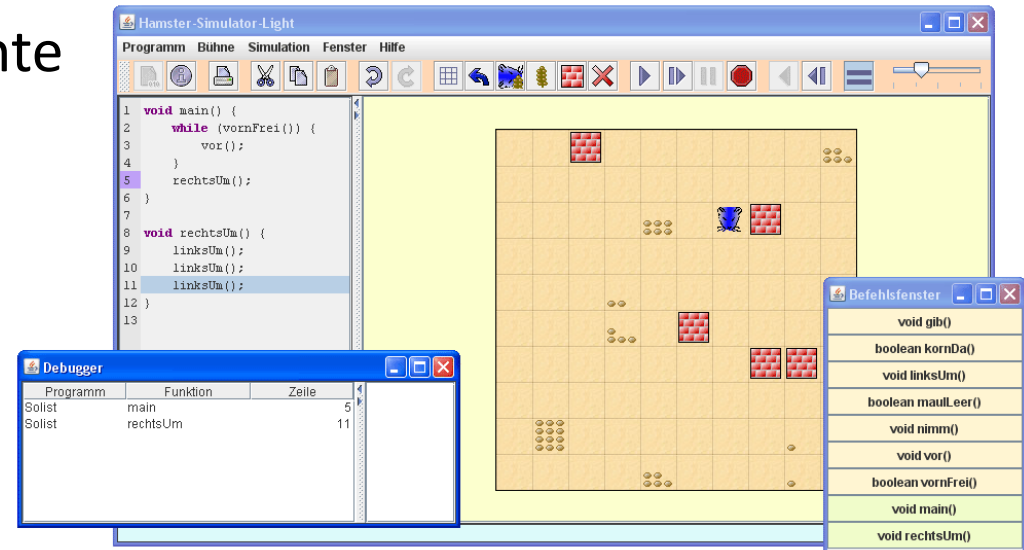 nte
Hamster-Simulator-Light
Programm Bühne Simulation Fenster Hilfe
1 void main() {
2 while (vornFrei()) {
3 vor();
4 }
5 rechtsUm();
6 }
7
8 void rechtsUm() {
9 linksUm();
10 linksUm();
11 linksUm();
12 }
13
Debugger
Programm Funktion Zeile
Solist main 5
Solist rechtsUm 11
Befehlsfenster
void gib()
boolean kornDa()
void linksUm()
boolean maulLeer()
void nimm()
void vor()
boolean vornFrei()
void main()
void rechtsUm()